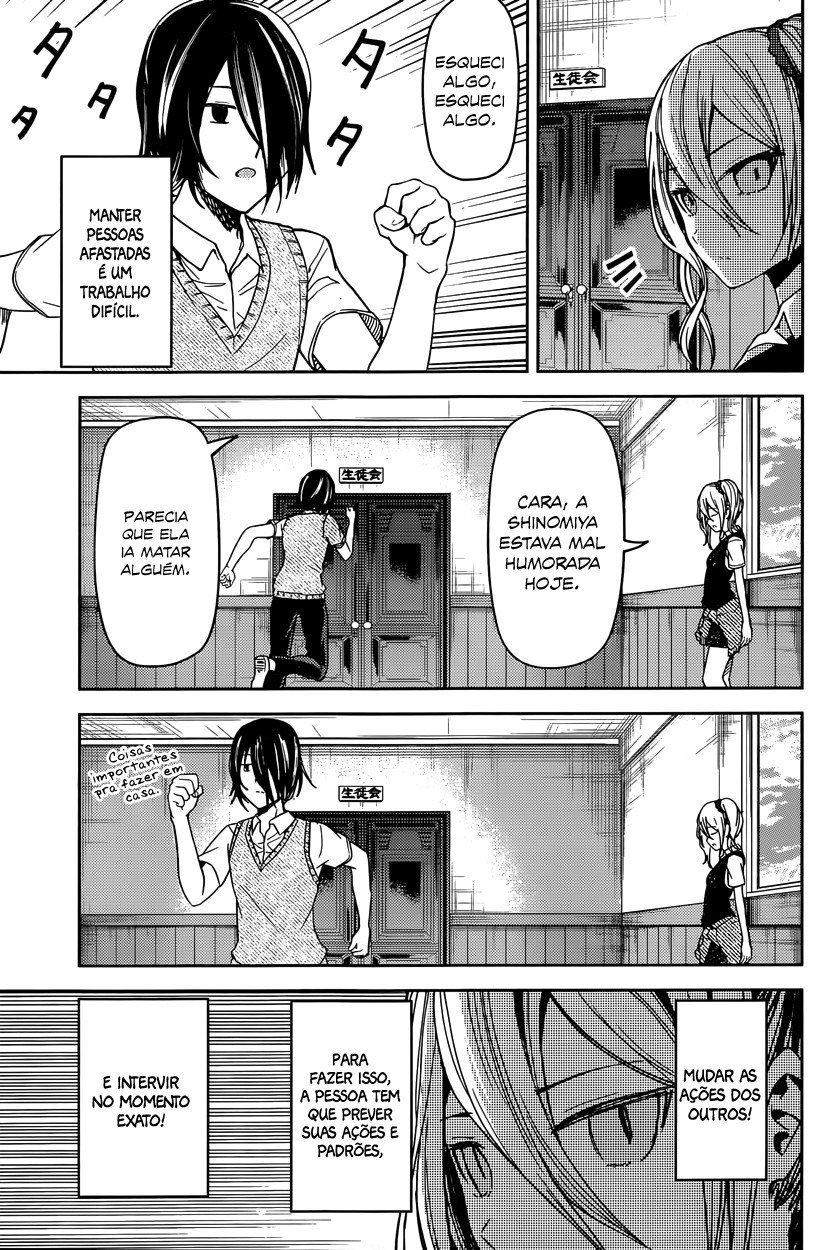 生徒会
ESQUECI
ALGO,
ESQUECI
ALGO.
タ
タ
タ
タ
タ
MANTER
PESSOAS
AFASTADAS
É UM
TRABALHO
DIFÍCIL.
CARA, A
SHINOMIYA
ESTAVA MAL
HUMORADA
HOJE.
生徒会
PARECIA
QUE ELA
IA MATAR
ALGUÉM.
生徒会
Coisas
importantes
pra fazer em
casa.
MUDAR AS
AÇÕES DOS
OUTROS!
PARA
FAZER ISSO,
A PESSOA TEM
QUE PREVER
SUAS AÇÕES E
PADRÕES,
E INTERVIR
NO MOMENTO
EXATO!